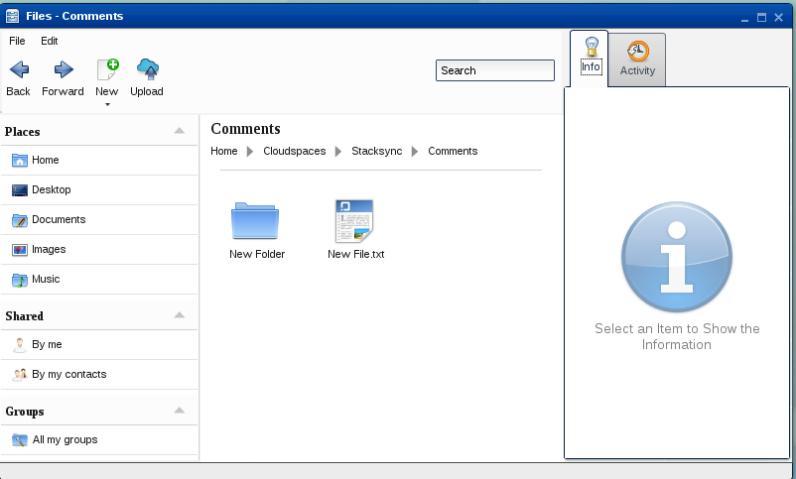 Files - Comments
File Edit
Back Forward New Upload
Search
Info
Activity
Places
Home
Desktop
Documents
Images
Music
Shared
By me
By my contacts
Groups
All my groups
Comments
Home Cloudspaces Stacksync Comments
New Folder
New File.txt
Select an Item to Show the
Information